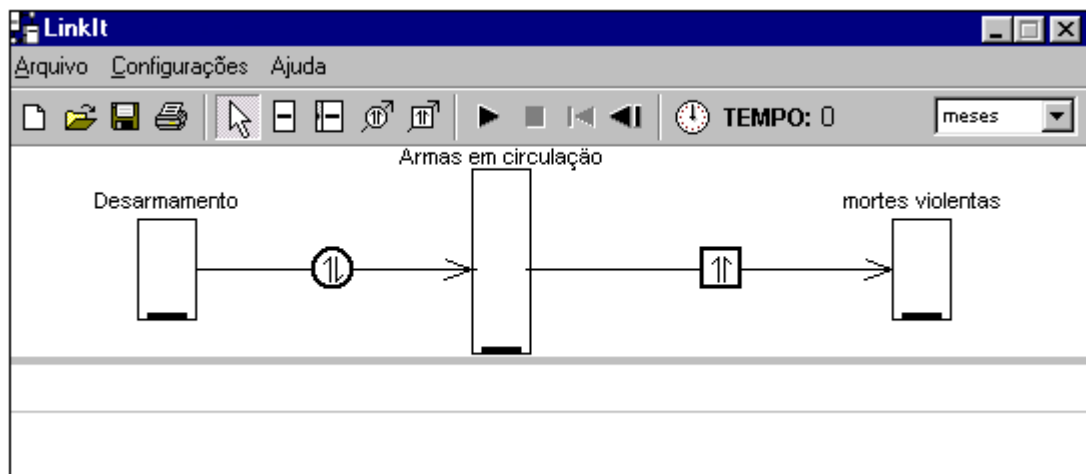 LinkIt
Arquivo Configurações Ajuda
TEMPO: 0 meses
Armas em circulação
Desarmamento
mortes violentas